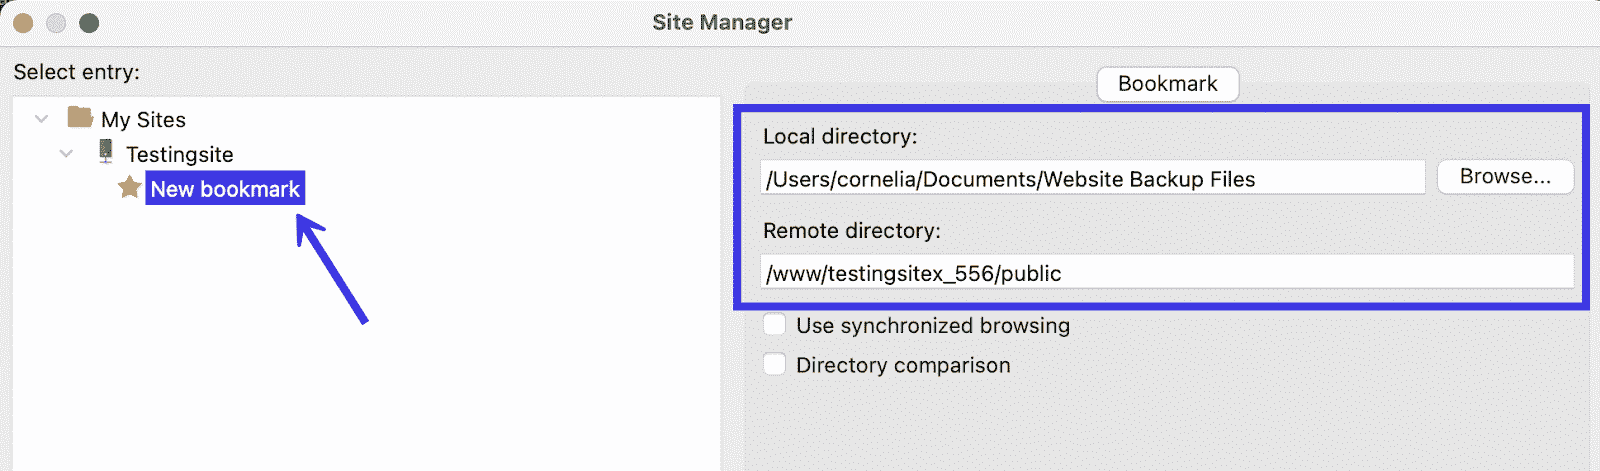 Site Manager
Select entry:
My Sites
Testingsite
New bookmark
Bookmark
Local directory:
/Users/cornelia/Documents/Website Backup Files
Browse...
Remote directory:
/www/testingsitex_556/public
Use synchronized browsing
Directory comparison